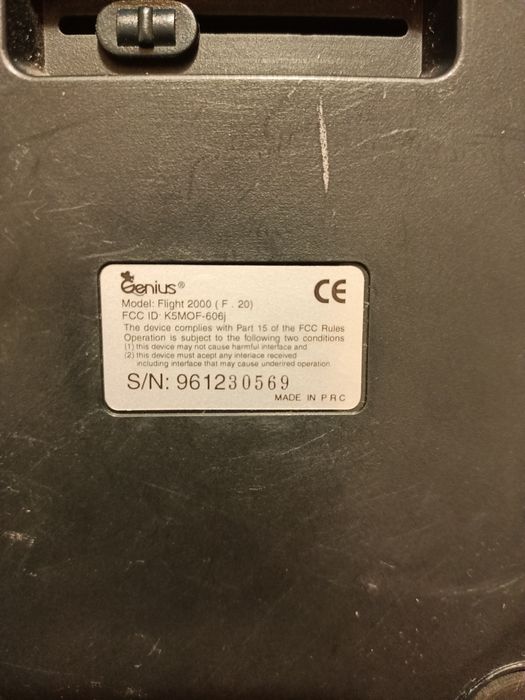 Genius®
CE
Model: Flight 2000 ( F . 20)
FCC ID: K5MOF-606j
The device complies with Part 15 of the FCC Rules
Operation is subject to the following two conditions
(1) this device may not cause harmful interface and
(2) this device must acept any interiace received
including interface that may cause underired operation.
S/N: 961230569
MADE IN P R C